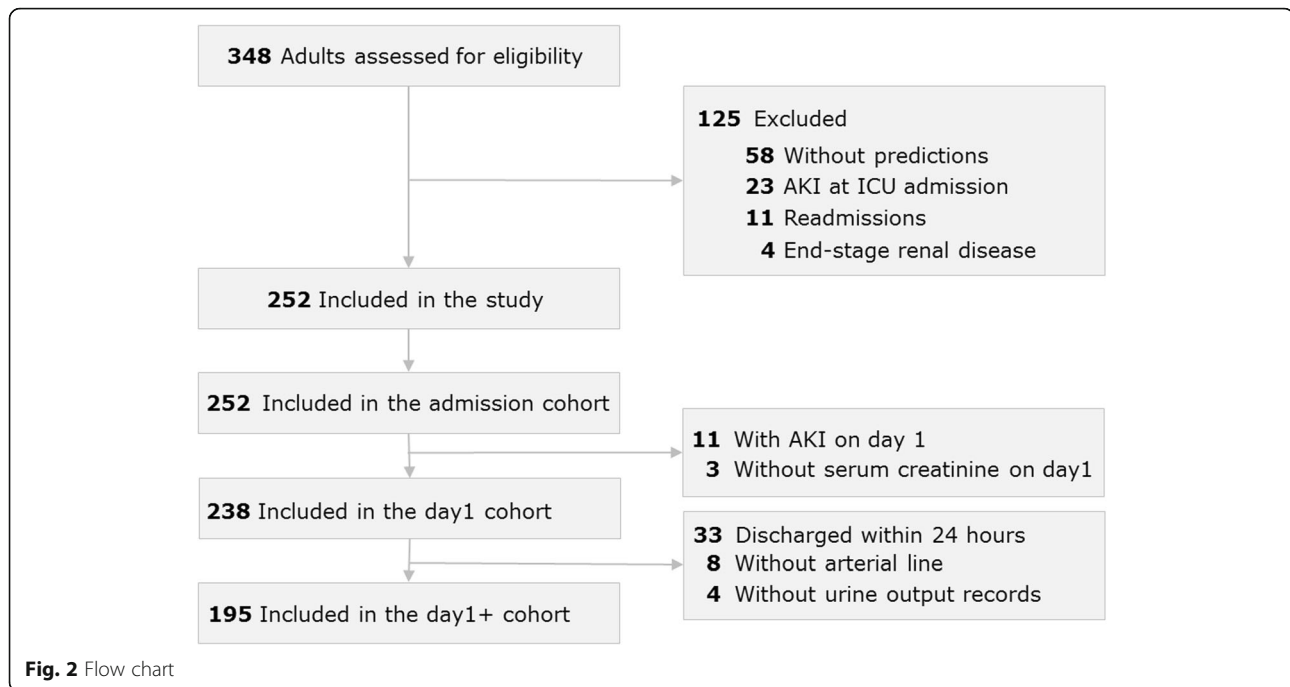 348 Adults assessed for eligibility
125 Excluded
58 Without predictions
23 AKI at ICU admission
11 Readmissions
4 End-stage renal disease
252 Included in the study
252 Included in the admission cohort
11 With AKI on day 1
3 Without serum creatinine on day1
238 Included in the day1 cohort
33 Discharged within 24 hours
8 Without arterial line
4 Without urine output records
195 Included in the day1+ cohort
Fig. 2 Flow chart